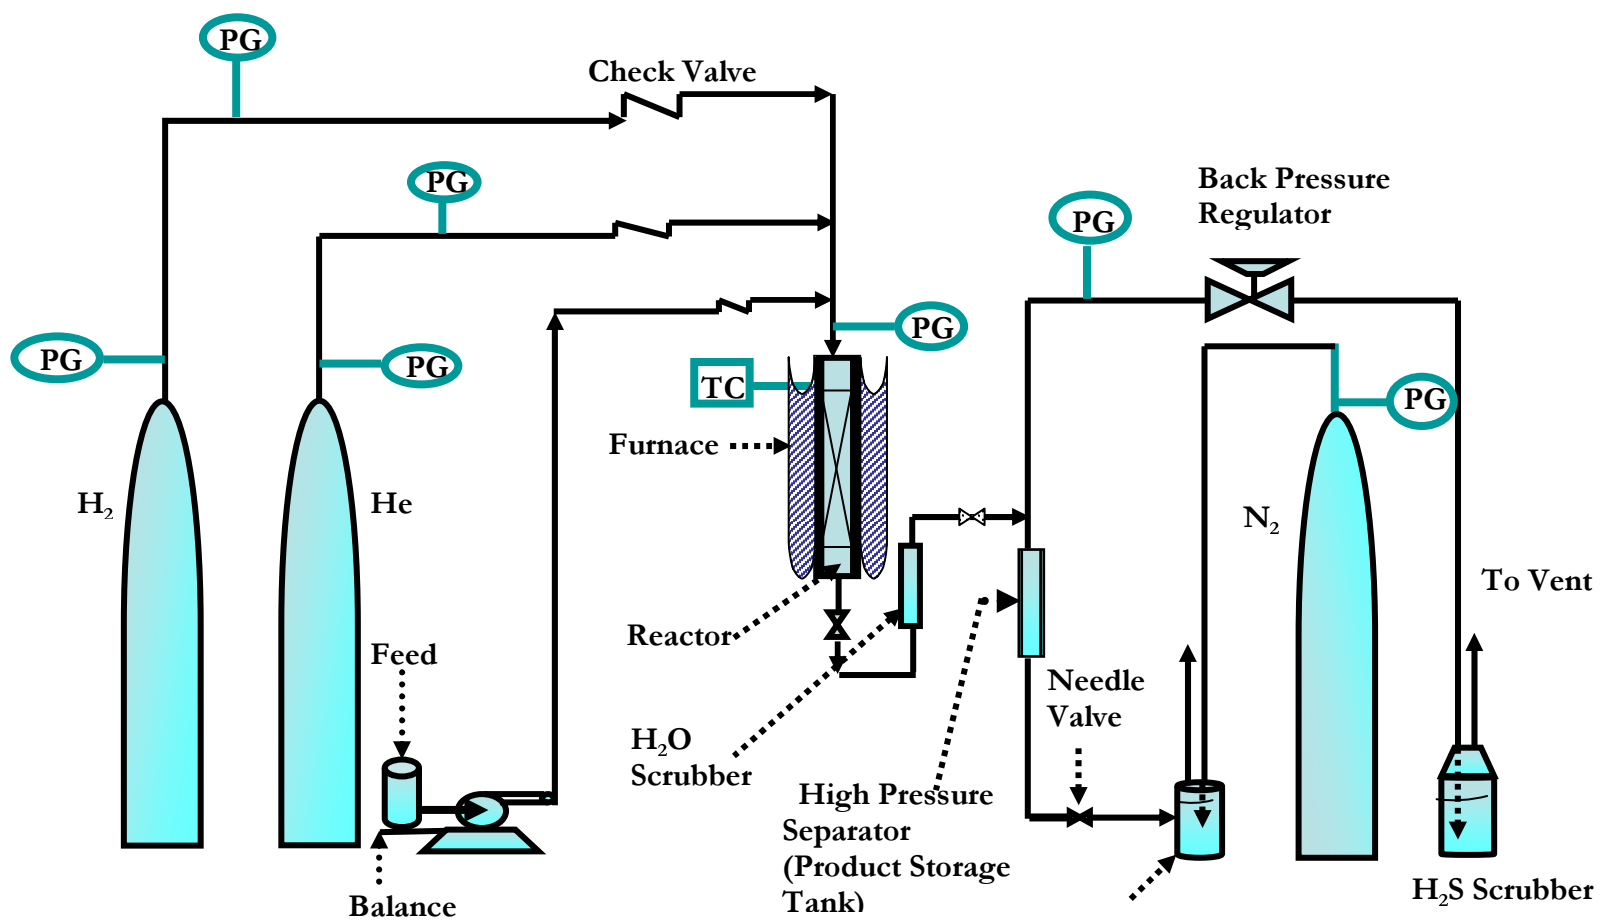 PG
Check Valve
PG
Back Pressure
Regulator
PG
PG
PG
PG
TC
PG
Furnace
H₂
He
N₂
To Vent
Reactor
Feed
Needle
Valve
H₂O
Scrubber
High Pressure
Separator
(Product Storage
Tank)
H₂S Scrubber
Balance